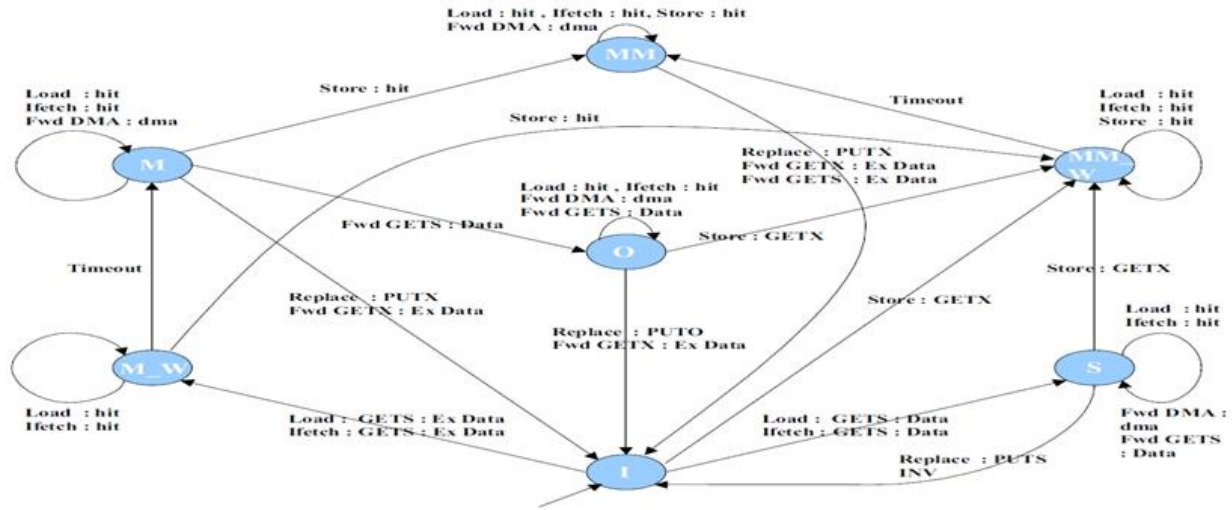 Load : hit , Ifetch : hit, Store : hit
Fwd DMA : dma
MM
Load : hit
Ifetch : hit
Fwd DMA : dma
Store : hit
Timeout
Load : hit
Ifetch : hit
Store : hit
Store : hit
M
Replace : PUTX
Fwd GETX : Ex Data
Fwd GETS : Ex Data
MM_
W
Load : hit , Ifetch : hit
Fwd DMA : dma
Fwd GETS : Data
Fwd GETS : Data
O
Store : GETX
Timeout
Store : GETX
Replace : PUTX
Fwd GETX : Ex Data
Store : GETX
Load : hit
Ifetch : hit
Replace : PUTO
Fwd GETX : Ex Data
M_W
S
Load : hit
Ifetch : hit
Load : GETS : Ex Data
Ifetch : GETS : Ex Data
Load : GETS : Data
Ifetch : GETS : Data
Fwd DMA :
dma
Fwd GETS
: Data
Replace : PUTS
INV
I